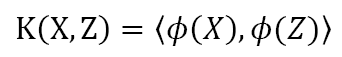 K(X,Z) = ⟨𝜙(𝑋), 𝜙(𝑍)⟩